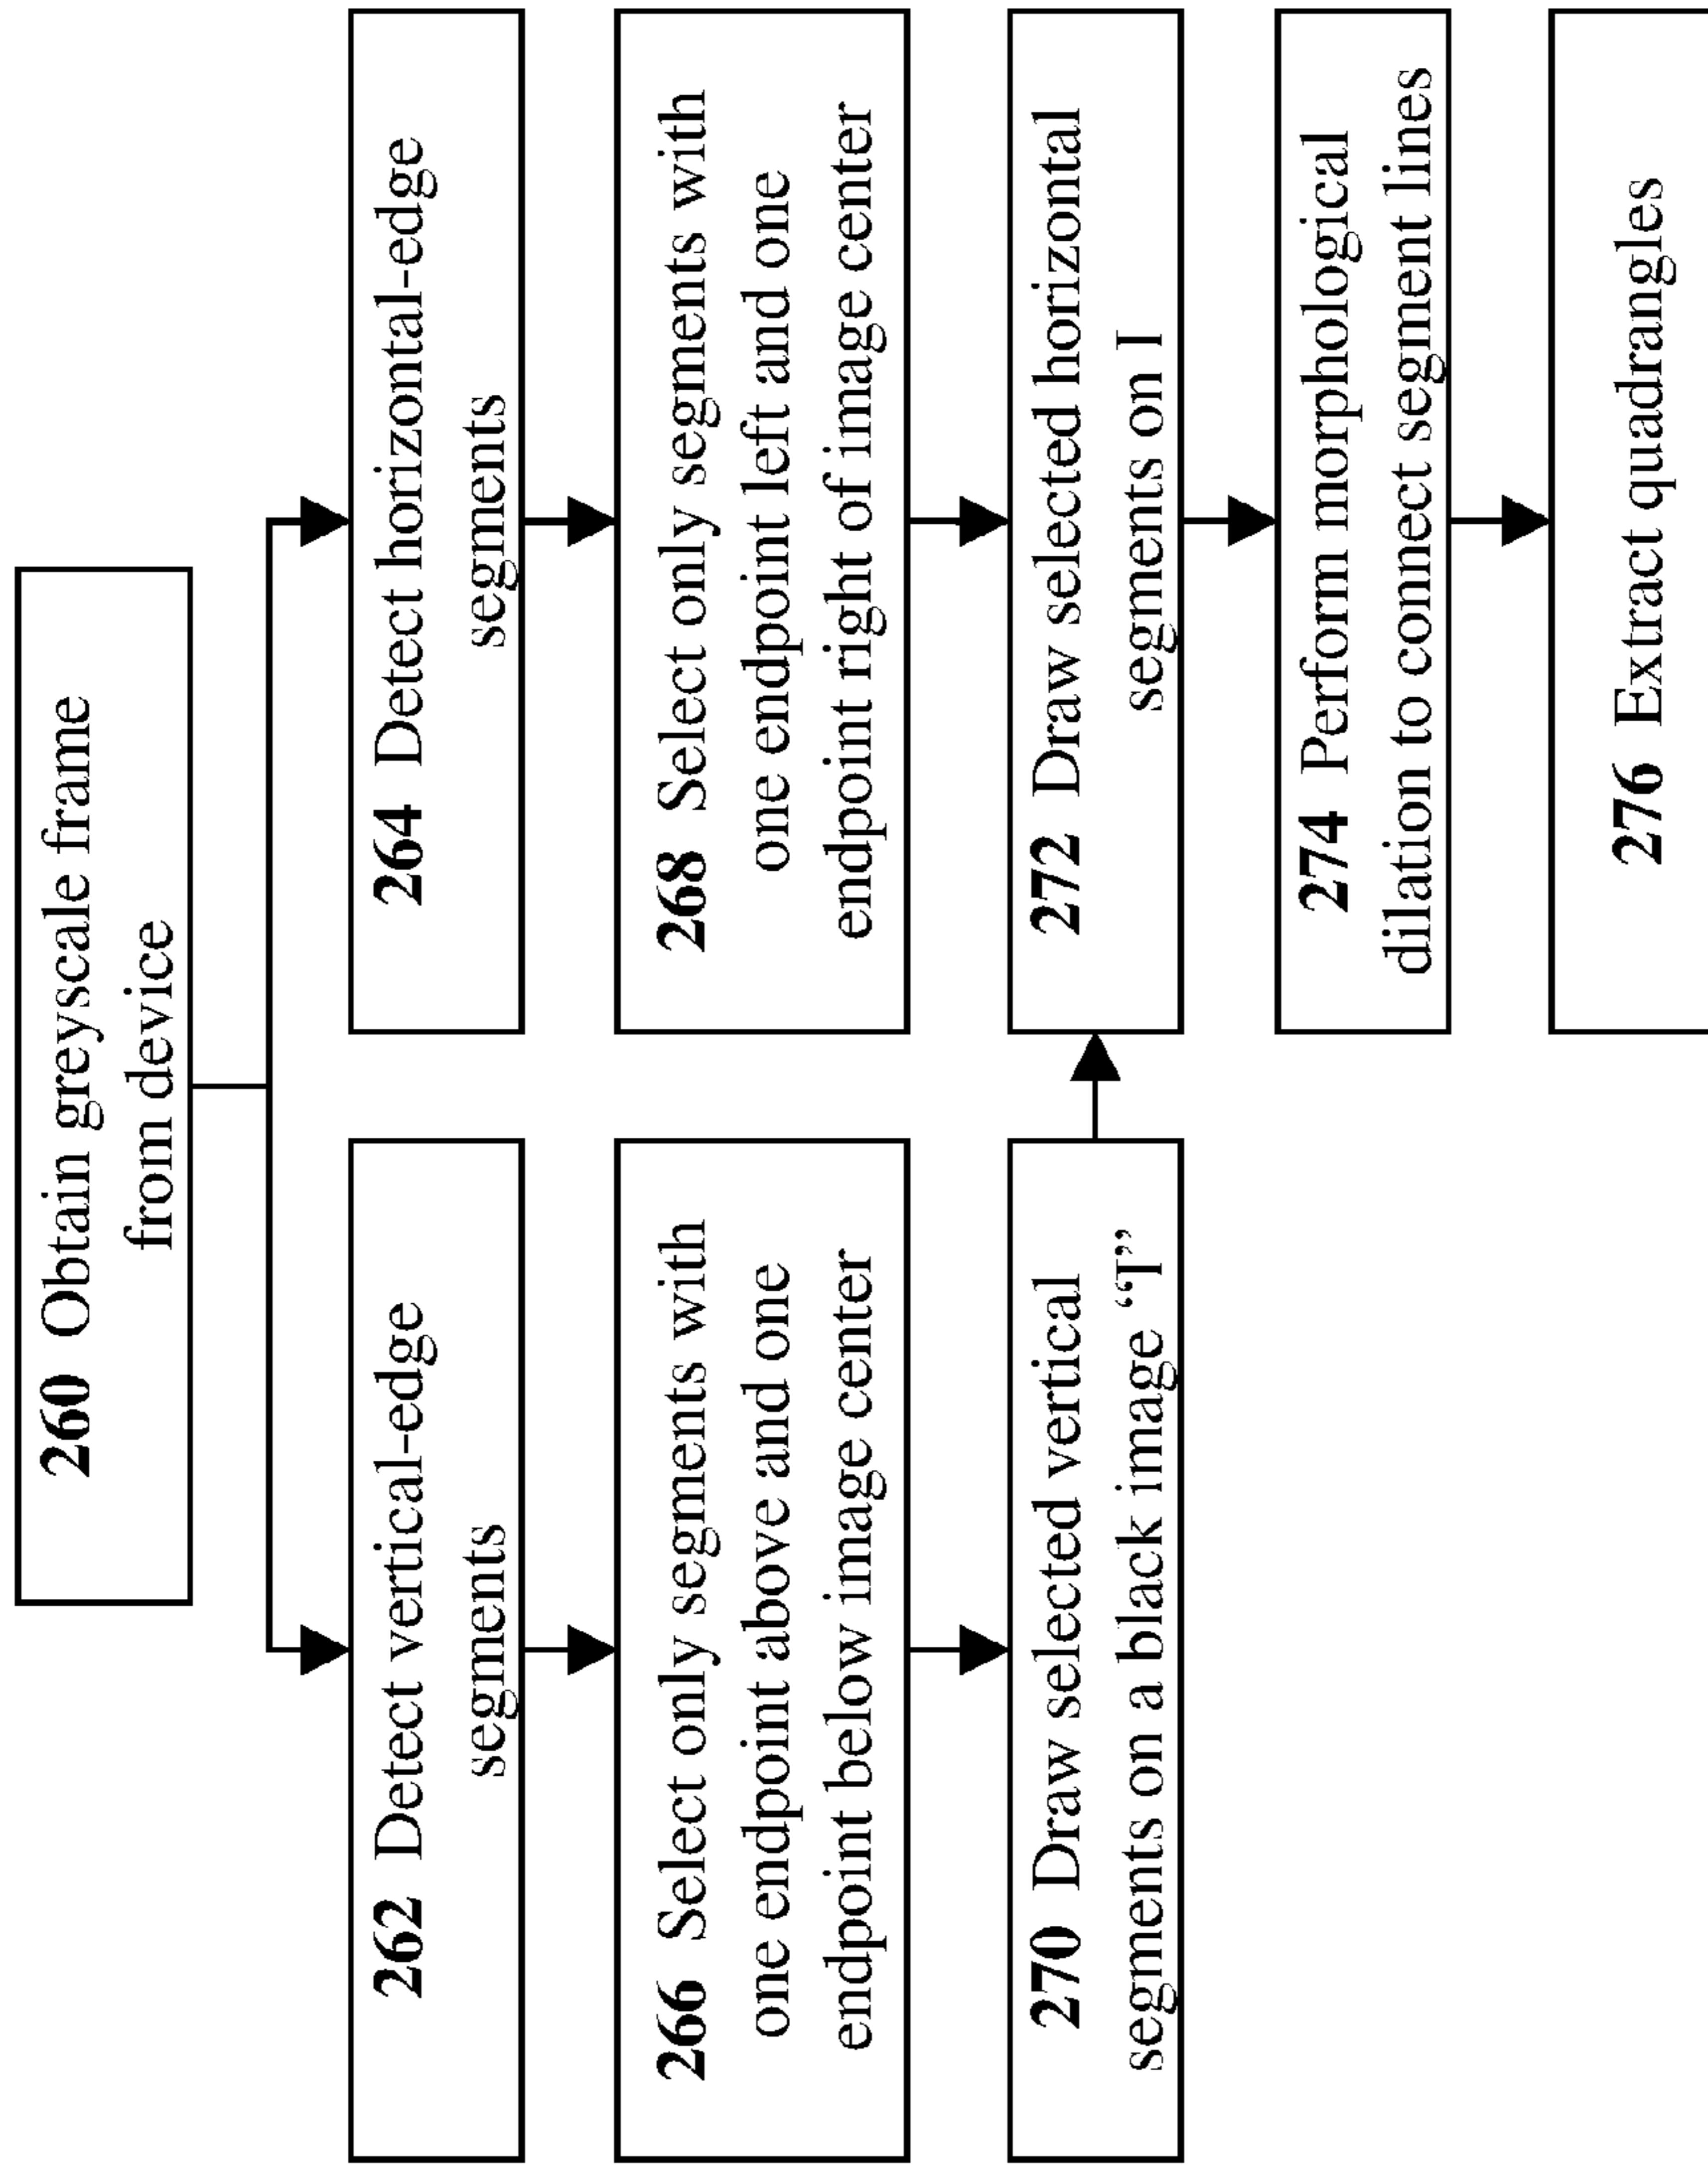 260 Obtain greyscale frame
from device
262 Detect vertical-edge
segments
264 Detect horizontal-edge
segments
266 Select only segments with
one endpoint above and one
endpoint below image center
268 Select only segments with
one endpoint left and one
endpoint right of image center
270 Draw selected vertical
segments on a black image “I”
272 Draw selected horizontal
segments on I
274 Perform morphological
dilation to connect segment lines
276 Extract quadrangles